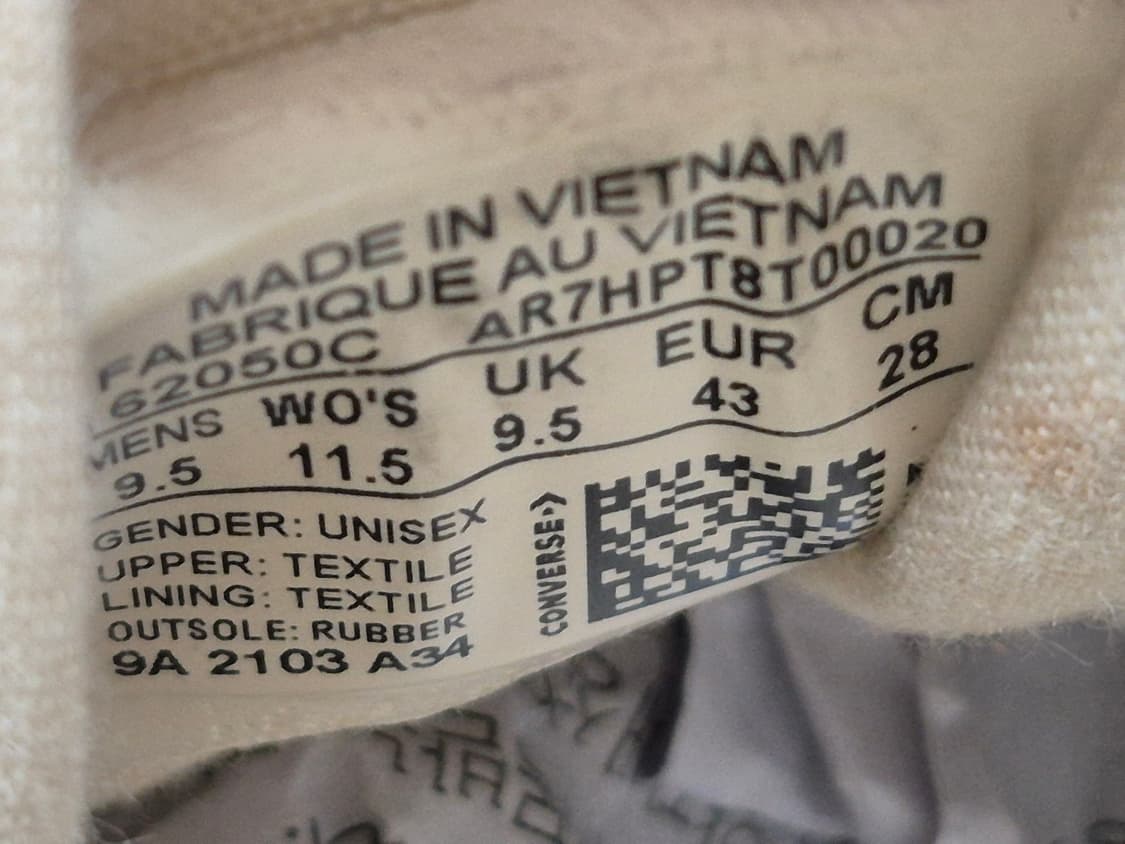 MADE IN VIETNAM
FABRIQUE AU VIETNAM
162050C AR7HPT8T00020
MENS WO'S UK EUR CM
9.5 11.5 9.5 43 28
GENDER: UNISEX
UPPER: TEXTILE
LINING: TEXTILE
OUTSOLE: RUBBER
9A 2103 A34
CONVERSE